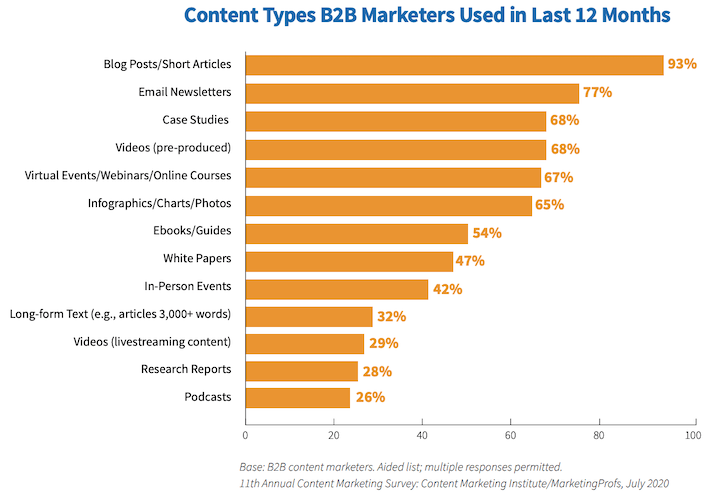 Content Types B2B Marketers Used in Last 12 Months
Blog Posts/Short Articles 93%
Email Newsletters 77%
Case Studies 68%
Videos (pre-produced) 68%
Virtual Events/Webinars/Online Courses 67%
Infographics/Charts/Photos 65%
Ebooks/Guides 54%
White Papers 47%
In-Person Events 42%
Long-form Text (e.g., articles 3,000+ words) 32%
Videos (livestreaming content) 29%
Research Reports 28%
Podcasts 26%
0 20 40 60 80 100
Base: B2B content marketers. Aided list; multiple responses permitted.
11th Annual Content Marketing Survey: Content Marketing Institute/MarketingProfs, July 2020